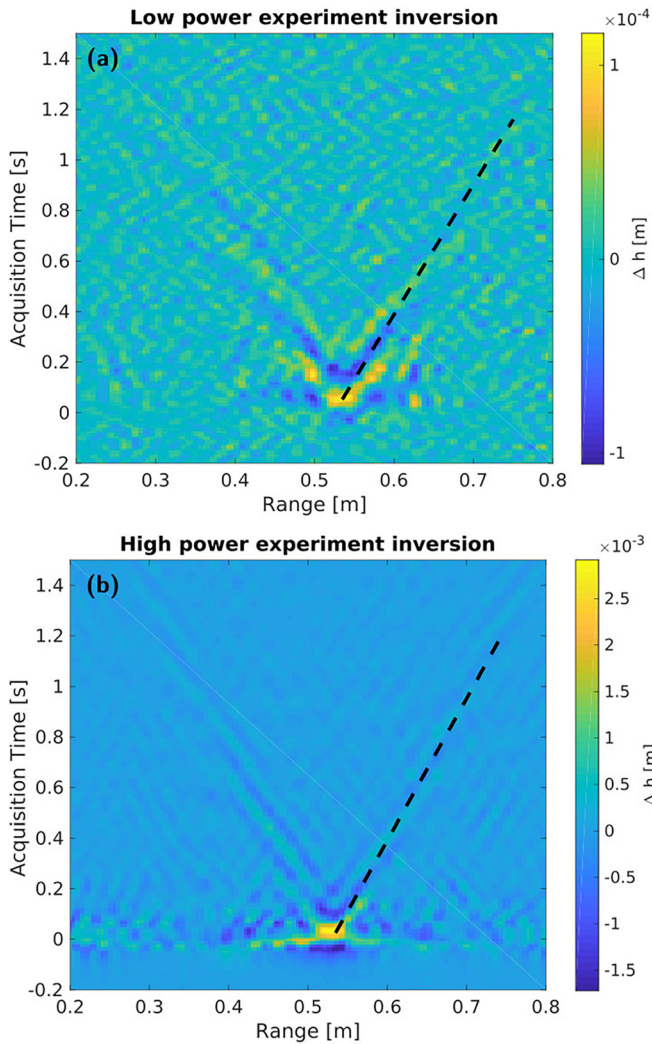 Low power experiment inversion
×10-4
(a)
1.4
1.2
1
0.8
0.6
0.4
0.2
0
-0.2
Acquisition Time [s]
0.2 0.3 0.4 0.5 0.6 0.7 0.8
Range [m]
1
0
-1
Δ h [m]
High power experiment inversion
×10-3
(b)
1.4
1.2
1
0.8
0.6
0.4
0.2
0
-0.2
Acquisition Time [s]
0.2 0.3 0.4 0.5 0.6 0.7 0.8
Range [m]
2.5
2
1.5
1
0.5
0
-0.5
-1
-1.5
Δ h [m]